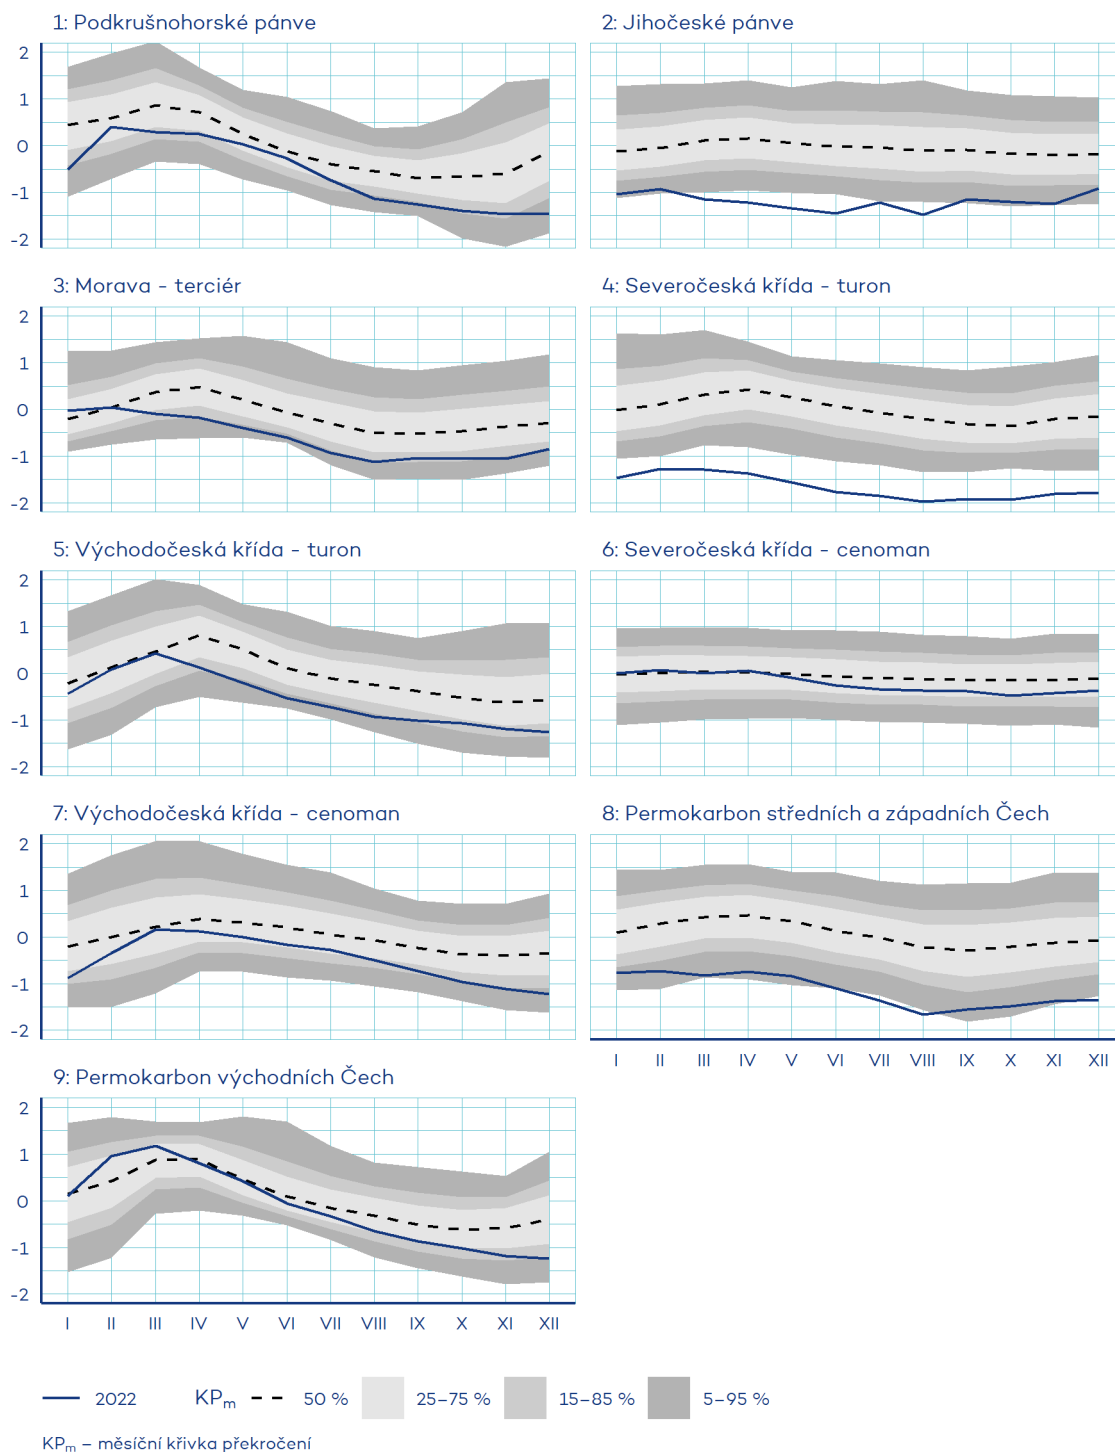 1: Podkrušnohorské pánve
2: Jihočeské pánve
2
1
0
-1
-2
3: Morava - terciér
4: Severočeská křída - turon
2
1
0
-1
-2
5: Východočeská křída - turon
6: Severočeská křída - cenoman
2
1
0
-1
-2
7: Východočeská křída - cenoman
8: Permokarbon středních a západních Čech
2
1
0
-1
-2
I II III IV V VI VII VIII IX X XI XII
9: Permokarbon východních Čech
2
1
0
-1
-2
I II III IV V VI VII VIII IX X XI XII
2022 KPm 50 % 25–75 % 15–85 % 5–95 %
KPm – měsíční křivka překročení